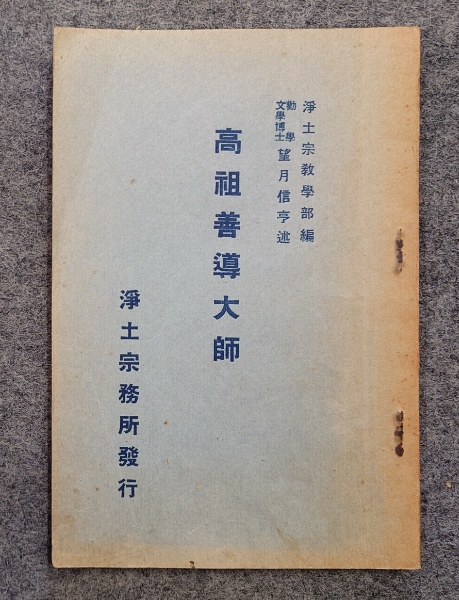 淨土宗敎學部編
勸學
文學博士
望月信亨述
高祖善導大師
淨土宗務所發行